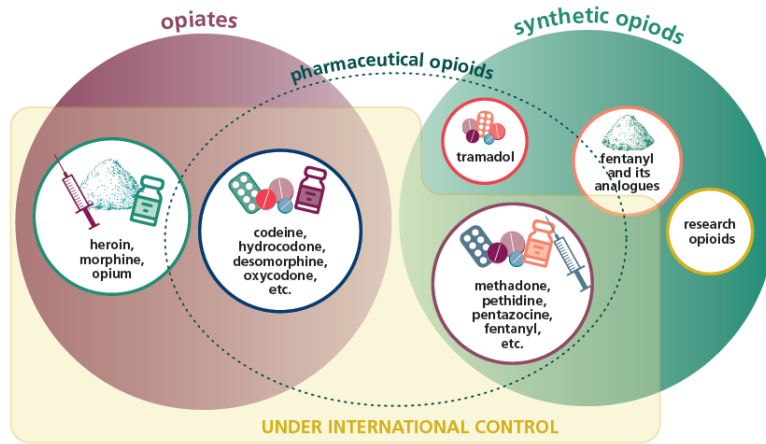 opiates
synthetic opiods
pharmaceutical opioids
tramadol
fentanyl
and its
analogues
heroin,
morphine,
opium
codeine,
hydrocodone,
desomorphine,
oxycodone,
etc.
research
opioids
methadone,
pethidine,
pentazocine,
fentanyl,
etc.
UNDER INTERNATIONAL CONTROL